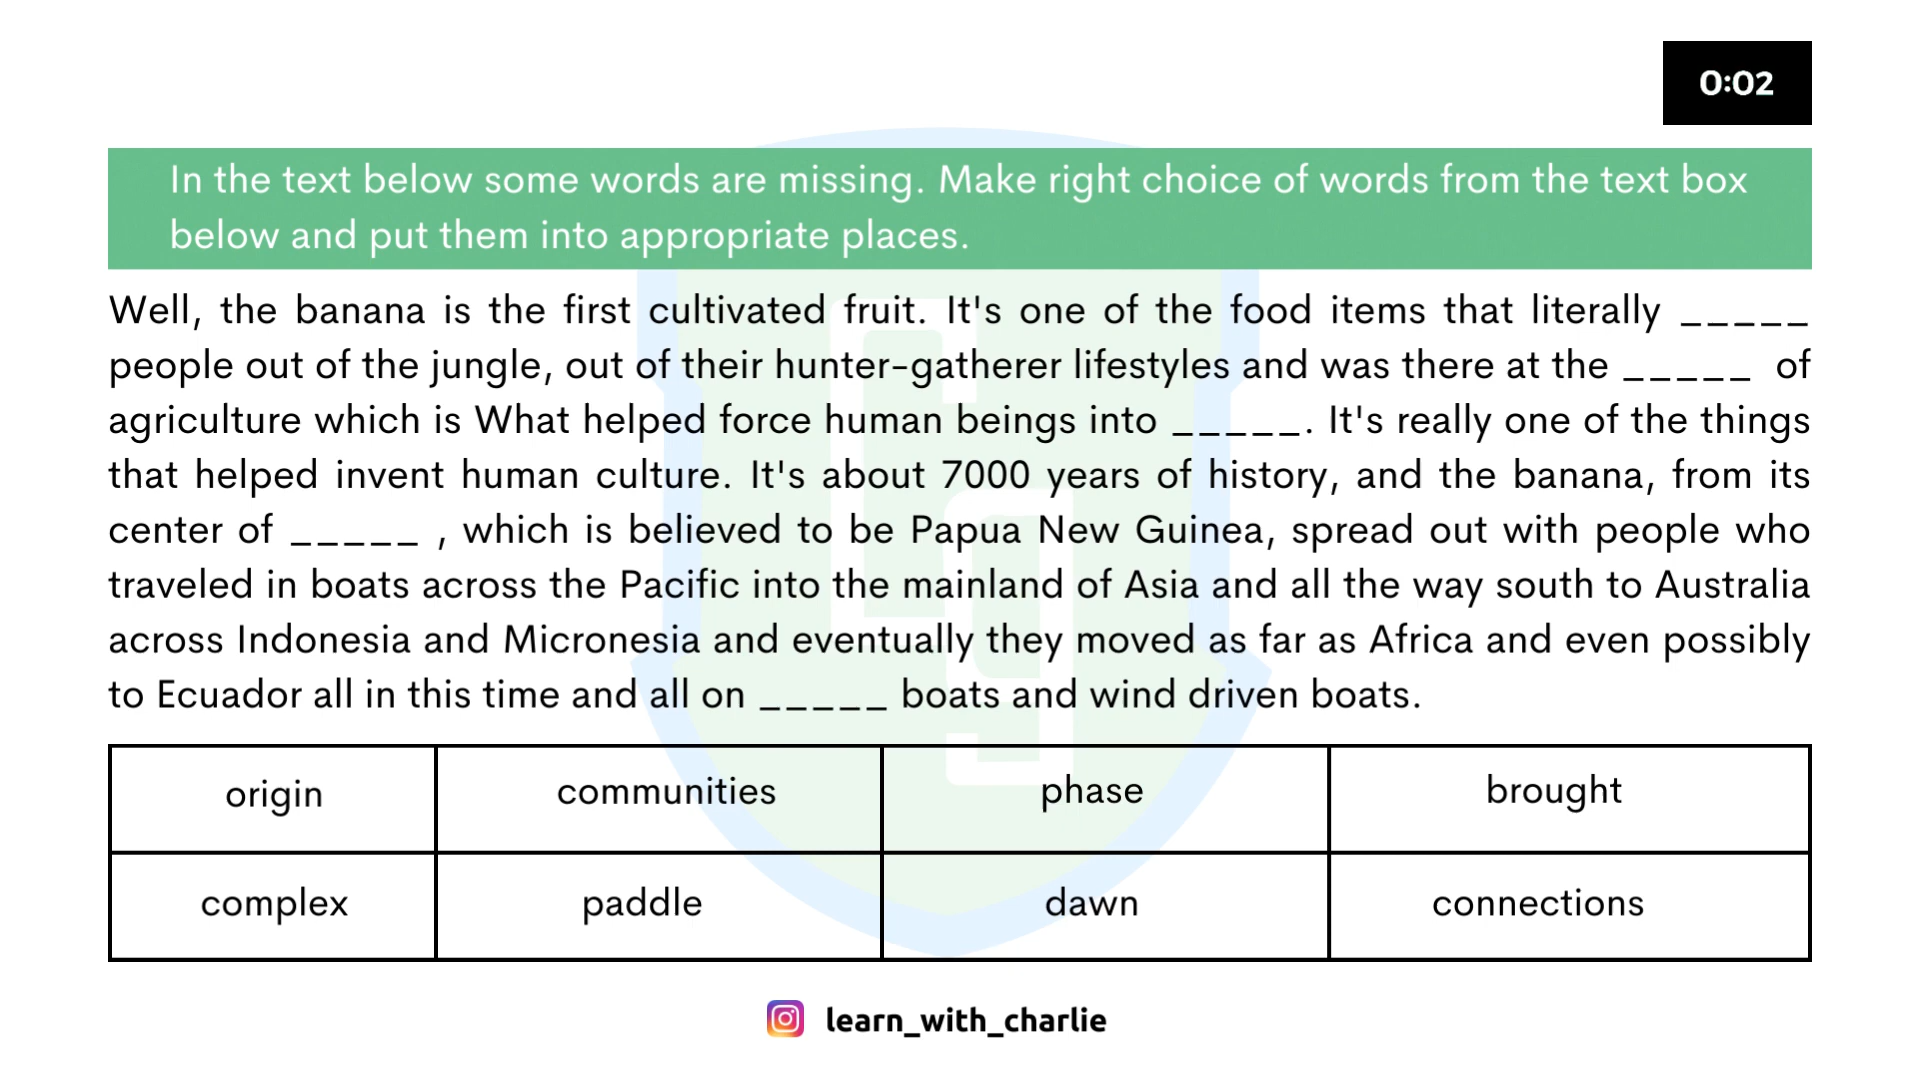 0:02
In the text below some words are missing. Make right choice of words from the text box
below and put them into appropriate places.
Well, the banana is the first cultivated fruit. It's one of the food items that literally _____
people out of the jungle, out of their hunter-gatherer lifestyles and was there at the _____ of
agriculture which is What helped force human beings into _____. It's really one of the things
that helped invent human culture. It's about 7000 years of history, and the banana, from its
center of _____ , which is believed to be Papua New Guinea, spread out with people who
traveled in boats across the Pacific into the mainland of Asia and all the way south to Australia
across Indonesia and Micronesia and eventually they moved as far as Africa and even possibly
to Ecuador all in this time and all on _____ boats and wind driven boats.
origin communities phase brought
complex paddle dawn connections
learn_with_charlie